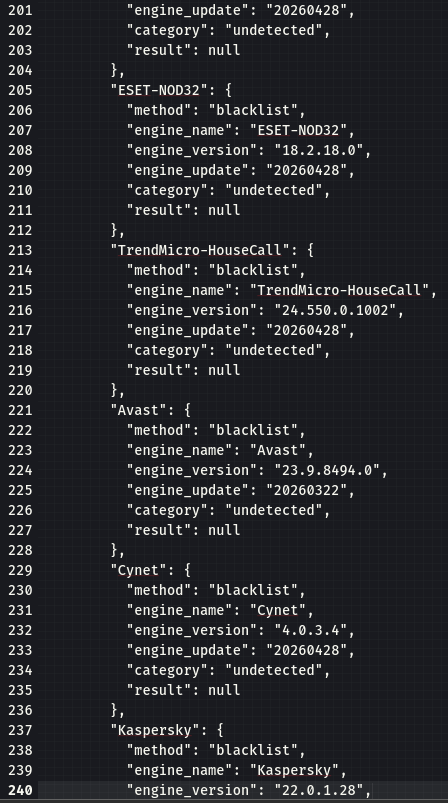 201 "engine_update": "20260428",
202 "category": "undetected",
203 "result": null
204 },
205 "ESET-NOD32": {
206 "method": "blacklist",
207 "engine_name": "ESET-NOD32",
208 "engine_version": "18.2.18.0",
209 "engine_update": "20260428",
210 "category": "undetected",
211 "result": null
212 },
213 "TrendMicro-HouseCall": {
214 "method": "blacklist",
215 "engine_name": "TrendMicro-HouseCall",
216 "engine_version": "24.550.0.1002",
217 "engine_update": "20260428",
218 "category": "undetected",
219 "result": null
220 },
221 "Avast": {
222 "method": "blacklist",
223 "engine_name": "Avast",
224 "engine_version": "23.9.8494.0",
225 "engine_update": "20260322",
226 "category": "undetected",
227 "result": null
228 },
229 "Cynet": {
230 "method": "blacklist",
231 "engine_name": "Cynet",
232 "engine_version": "4.0.3.4",
233 "engine_update": "20260428",
234 "category": "undetected",
235 "result": null
236 },
237 "Kaspersky": {
238 "method": "blacklist",
239 "engine_name": "Kaspersky",
240 "engine_version": "22.0.1.28",